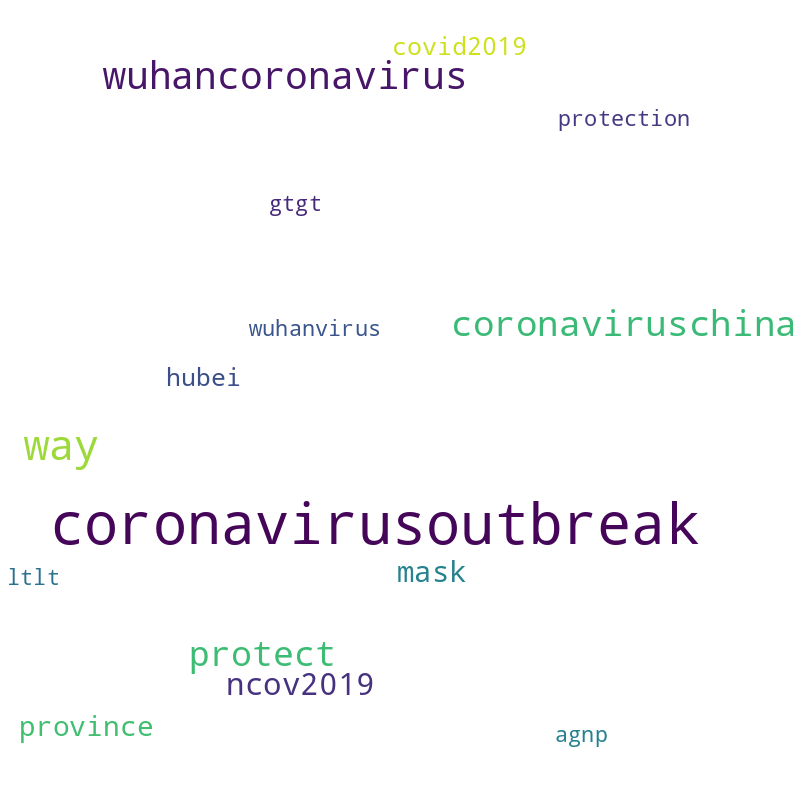 covid2019
wuhancoronavirus
protection
gtgt
coronaviruschina
wuhanvirus
hubei
way
coronavirusoutbreak
mask
ltlt
protect
ncov2019
province
agnp